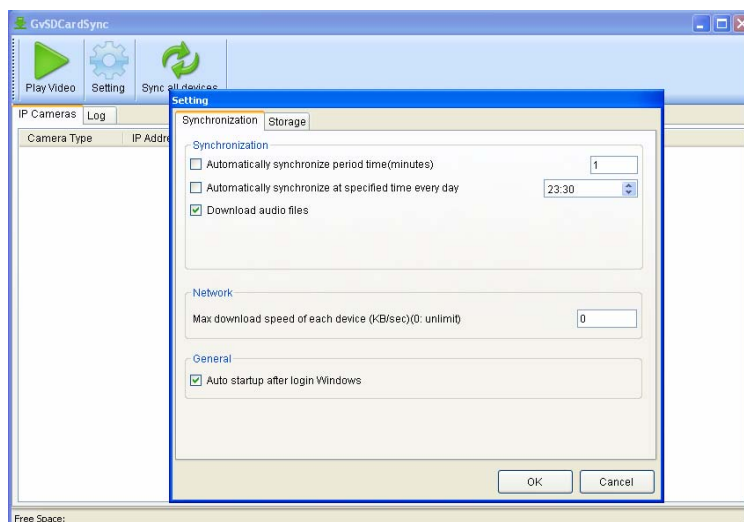 GvSDCardSync
Play Video
Setting
Sync all devices
IP Cameras
Log
Camera Type
IP Addre
Setting
Synchronization
Storage
Synchronization
Automatically synchronize period time(minutes)
1
Automatically synchronize at specified time every day
23:30
Download audio files
Network
Max download speed of each device (KB/sec)(0: unlimit)
0
General
Auto startup after login Windows
OK
Cancel
Free Space: